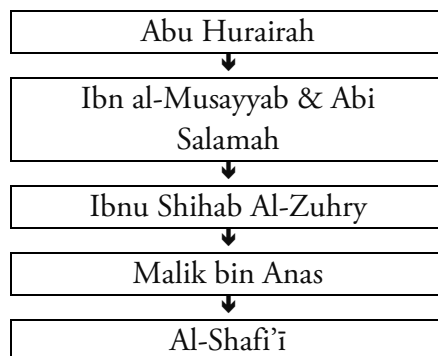 Abu Hurairah
Ibn al-Musayyab & Abi
Salamah
Ibnu Shihab Al-Zuhry
Malik bin Anas
Al-Shafi’ī